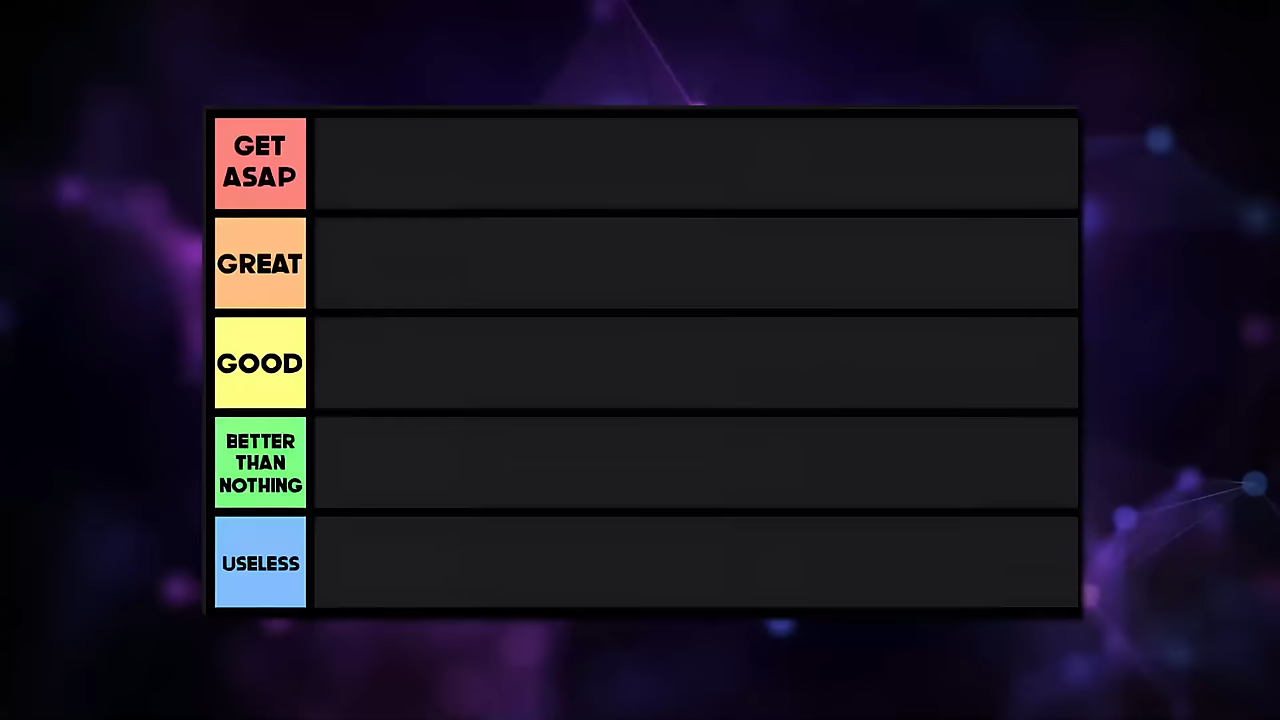 GET
ASAP
GREAT
GOOD
BETTER
THAN
NOTHING
USELESS